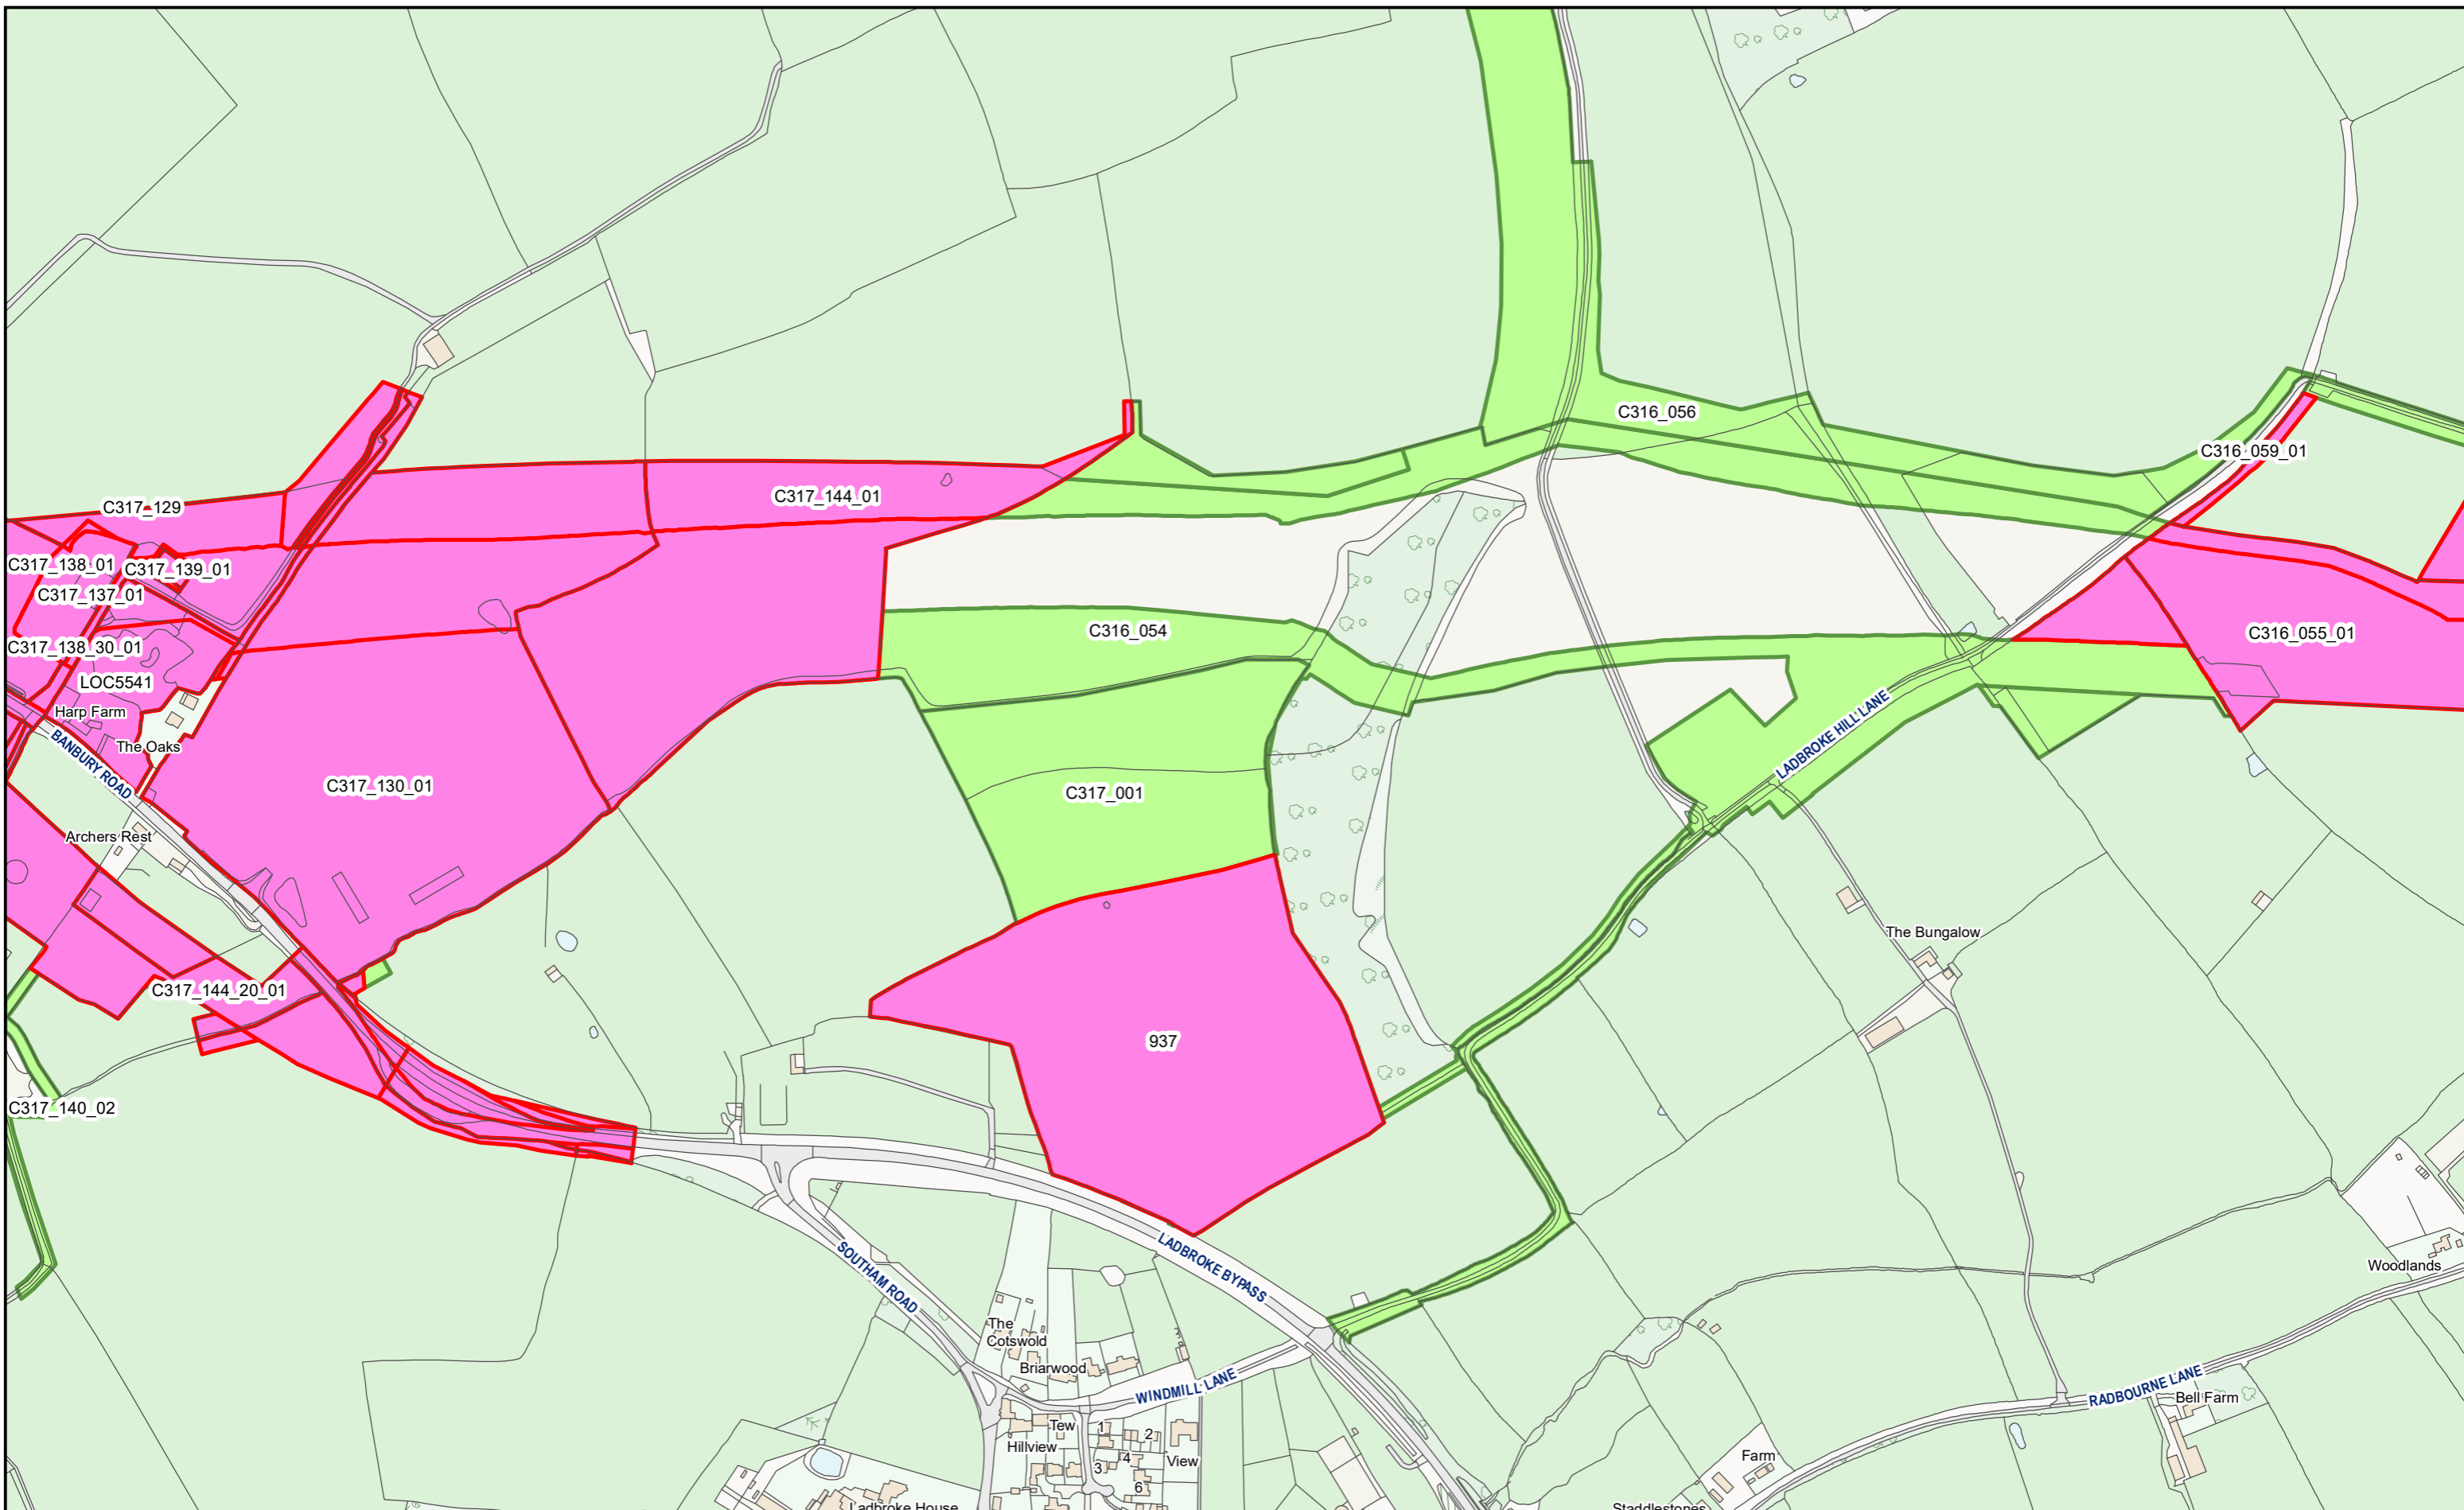 C316_056
C316_059_01
C317_144_01
C317_129
C317_138_01
C317_139_01
C317_137_01
C316_054
C316_055_01
C317_138_30_01
LOC5541
Harp Farm
The Oaks
BANBURY ROAD
LADBROKE HILL LANE
C317_130_01
C317_001
Archers Rest
The Bungalow
C317_144_20_01
937
C317_140_02
SOUTHAM ROAD
LADBROKE BYPASS
Woodlands
The
Cotswold
Briarwood
WINDMILL LANE
RADBOURNE LANE
Bell Farm
Tew
1
2
Hillview
4
View
3
6
Farm
Ladbroke House
Staddlestones